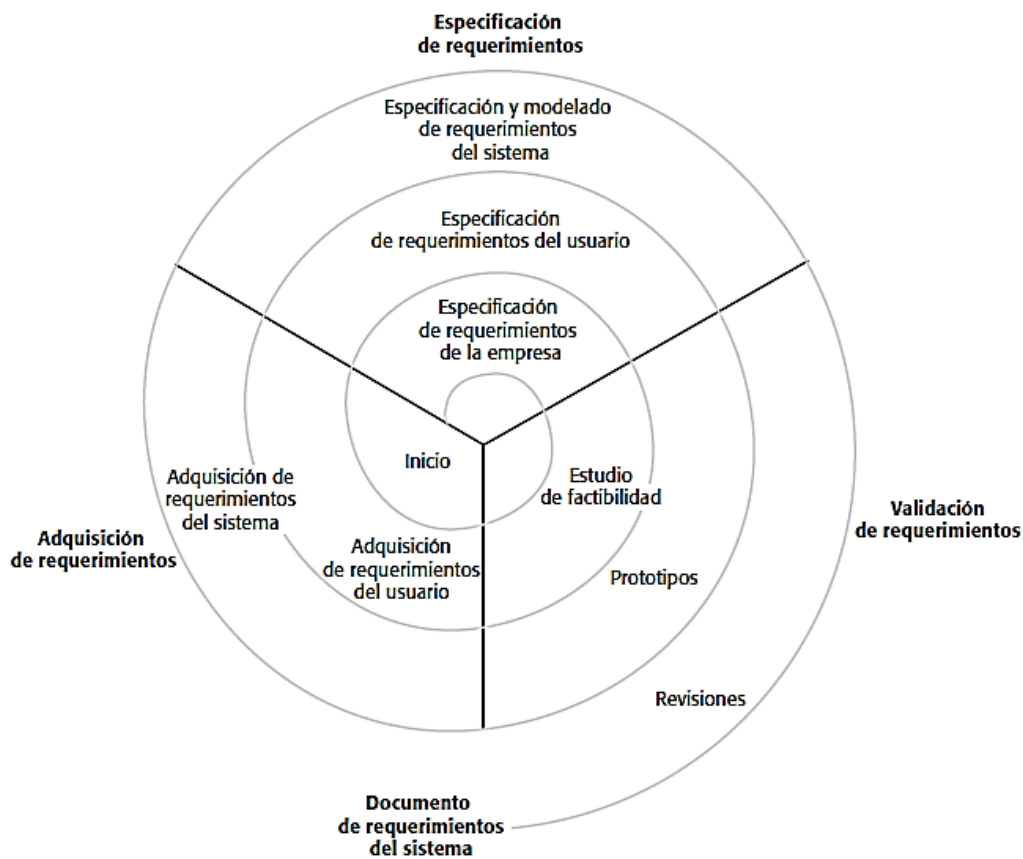 Especificación
de requerimientos
Especificación y modelado
de requerimientos
del sistema
Especificación
de requerimientos del usuario
Especificación
de requerimientos
de la empresa
Inicio
Estudio
de factibilidad
Adquisición de
requerimientos
del sistema
Adquisición
de requerimientos
Validación
de requerimientos
Adquisición
de requerimientos
del usuario
Prototipos
Revisiones
Documento
de requerimientos
del sistema